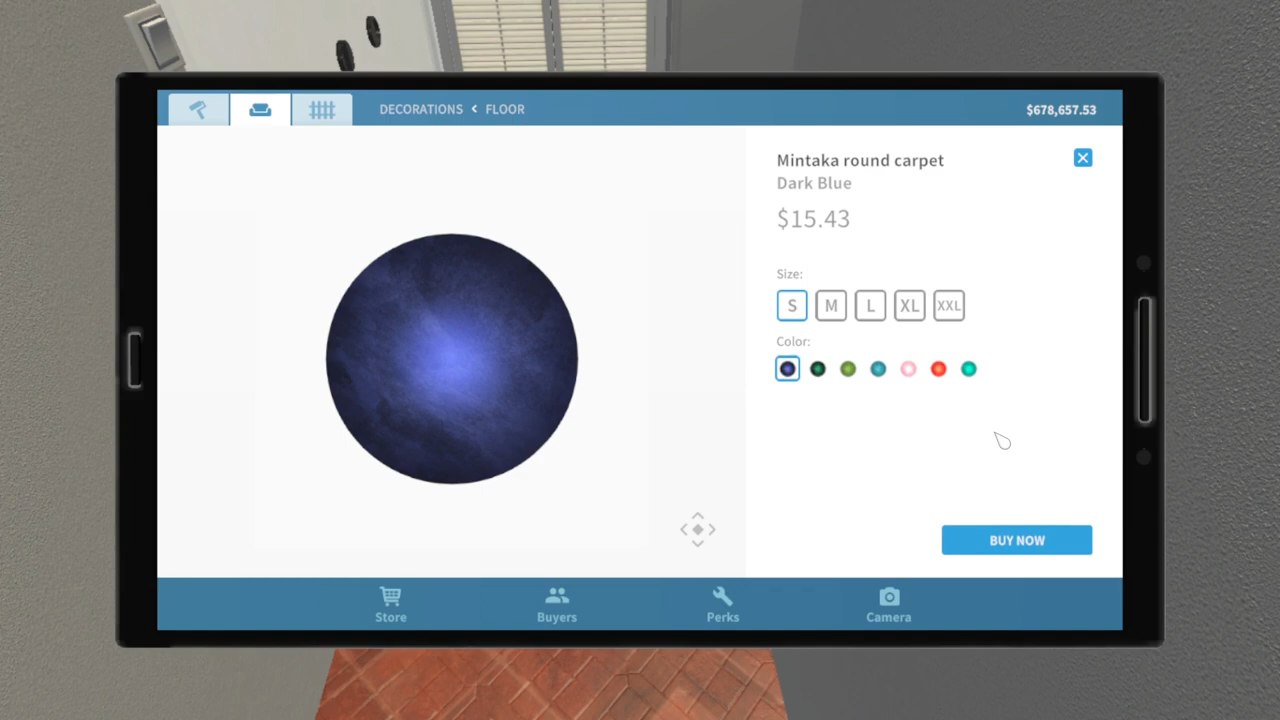 DECORATIONS < FLOOR
$678,657.53
Mintaka round carpet
Dark Blue
$15.43
Size:
S M L XL XXL
Color:
BUY NOW
Store Buyers Perks Camera